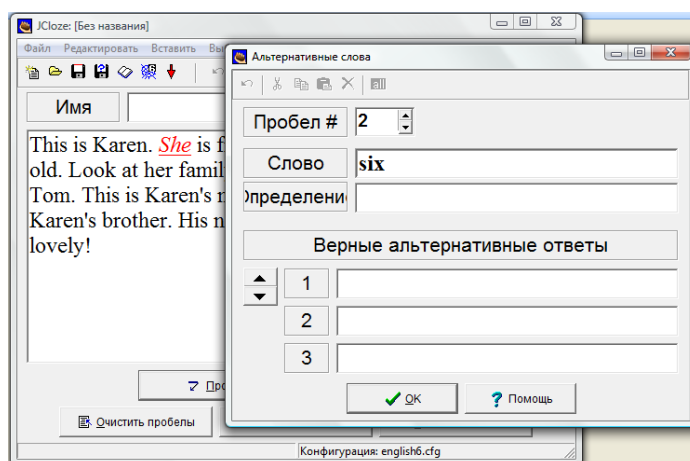 JCloze: [Без названия]
Файл Редактировать Вставить
Имя
This is Karen. She is
old. Look at her
Tom. This is Karen's
Karen's brother. His
lovely!
Очистить пробелы
Конфигурация: english6.cfg
Альтернативные слова
Пробел # 2
Слово six
Определени
Верные альтернативные ответы
1
2
3
OK Помощь